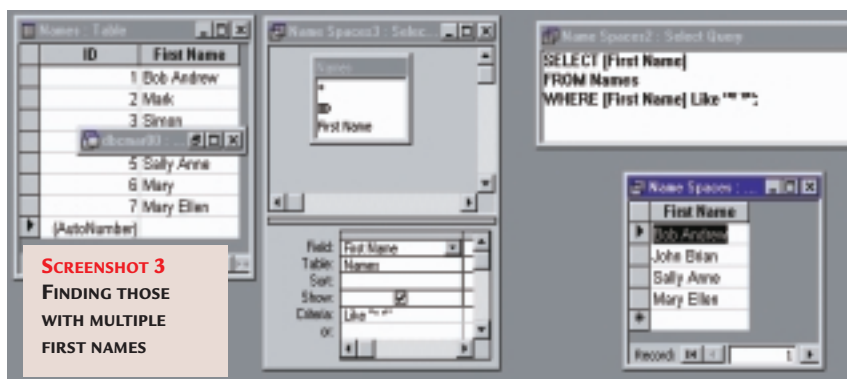 Names : Table
ID First Name
1 Bob Andrew
2 Mark
3 Simon
5 Sally Anne
6 Mary
7 Mary Ellen
(AutoNumber)
SCREENSHOT 3
FINDING THOSE
WITH MULTIPLE
FIRST NAMES
Name Spaces3 : Selec...
Names
*
ID
First Name
Field: First Name
Table: Names
Sort:
Show:
Criteria: Like "* *"
or:
Name Spaces2 : Select Query
SELECT [First Name]
FROM Names
WHERE [First Name] Like "* *";
Name Spaces : ...
First Name
Bob Andrew
John Brian
Sally Anne
Mary Ellen
Record: 1